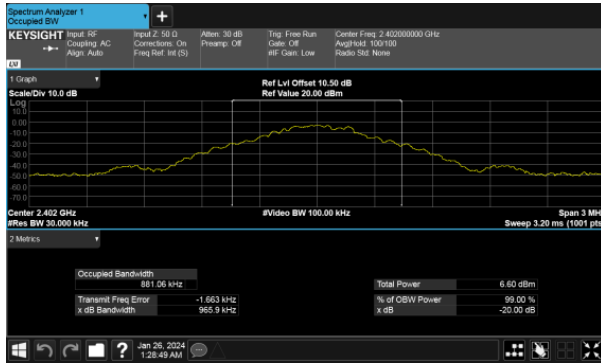 Spectrum Analyzer 1
Occupied BW
+
KEYSIGHT
Input: RF
Coupling: AC
Align: Auto
Input Z: 50 Ω
Corrections: On
Freq Ref: Int (S)
Atten: 30 dB
Preamp: Off
Trig: Free Run
Gate: Off
#IF Gain: Low
Center Freq: 2.402000000 GHz
Avg|Hold: 100/100
Radio Std: None
LXI
1 Graph
Scale/Div 10.0 dB
Ref Lvl Offset 10.50 dB
Ref Value 20.00 dBm
Log
10.0
0.00
-10.0
-20.0
-30.0
-40.0
-50.0
-60.0
-70.0
Center 2.402 GHz
#Res BW 30.000 kHz
#Video BW 100.00 kHz
Span 3 MH
Sweep 3.20 ms (1001 pts
2 Metrics
Occupied Bandwidth
881.06 kHz
Transmit Freq Error -1.663 kHz
x dB Bandwidth 965.9 kHz
Total Power 6.60 dBm
% of OBW Power 99.00 %
x dB -20.00 dB
?
Jan 26, 2024
1:28:49 AM